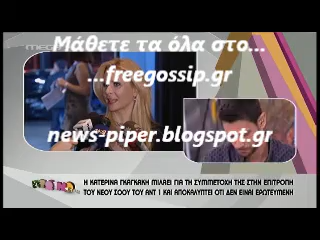 MEGA
Μάθετε τα όλα στο...
...freegossip.gr
news-piper.blogspot.gr
Η ΚΑΤΕΡΙΝΑ ΓΚΑΓΚΑΚΗ ΜΙΛΑΕΙ ΓΙΑ ΤΗ ΣΥΜΜΕΤΟΧΗ ΤΗΣ ΣΤΗΝ ΕΠΙΤΡΟΠΗ
ΤΟΥ ΝΕΟΥ ΣΟΟΥ ΤΟΥ ΑΝΤ 1 ΚΑΙ ΑΠΟΚΑΛΥΠΤΕΙ ΟΤΙ ΔΕΝ ΕΙΝΑΙ ΕΡΩΤΕΥΜΕΝΗ